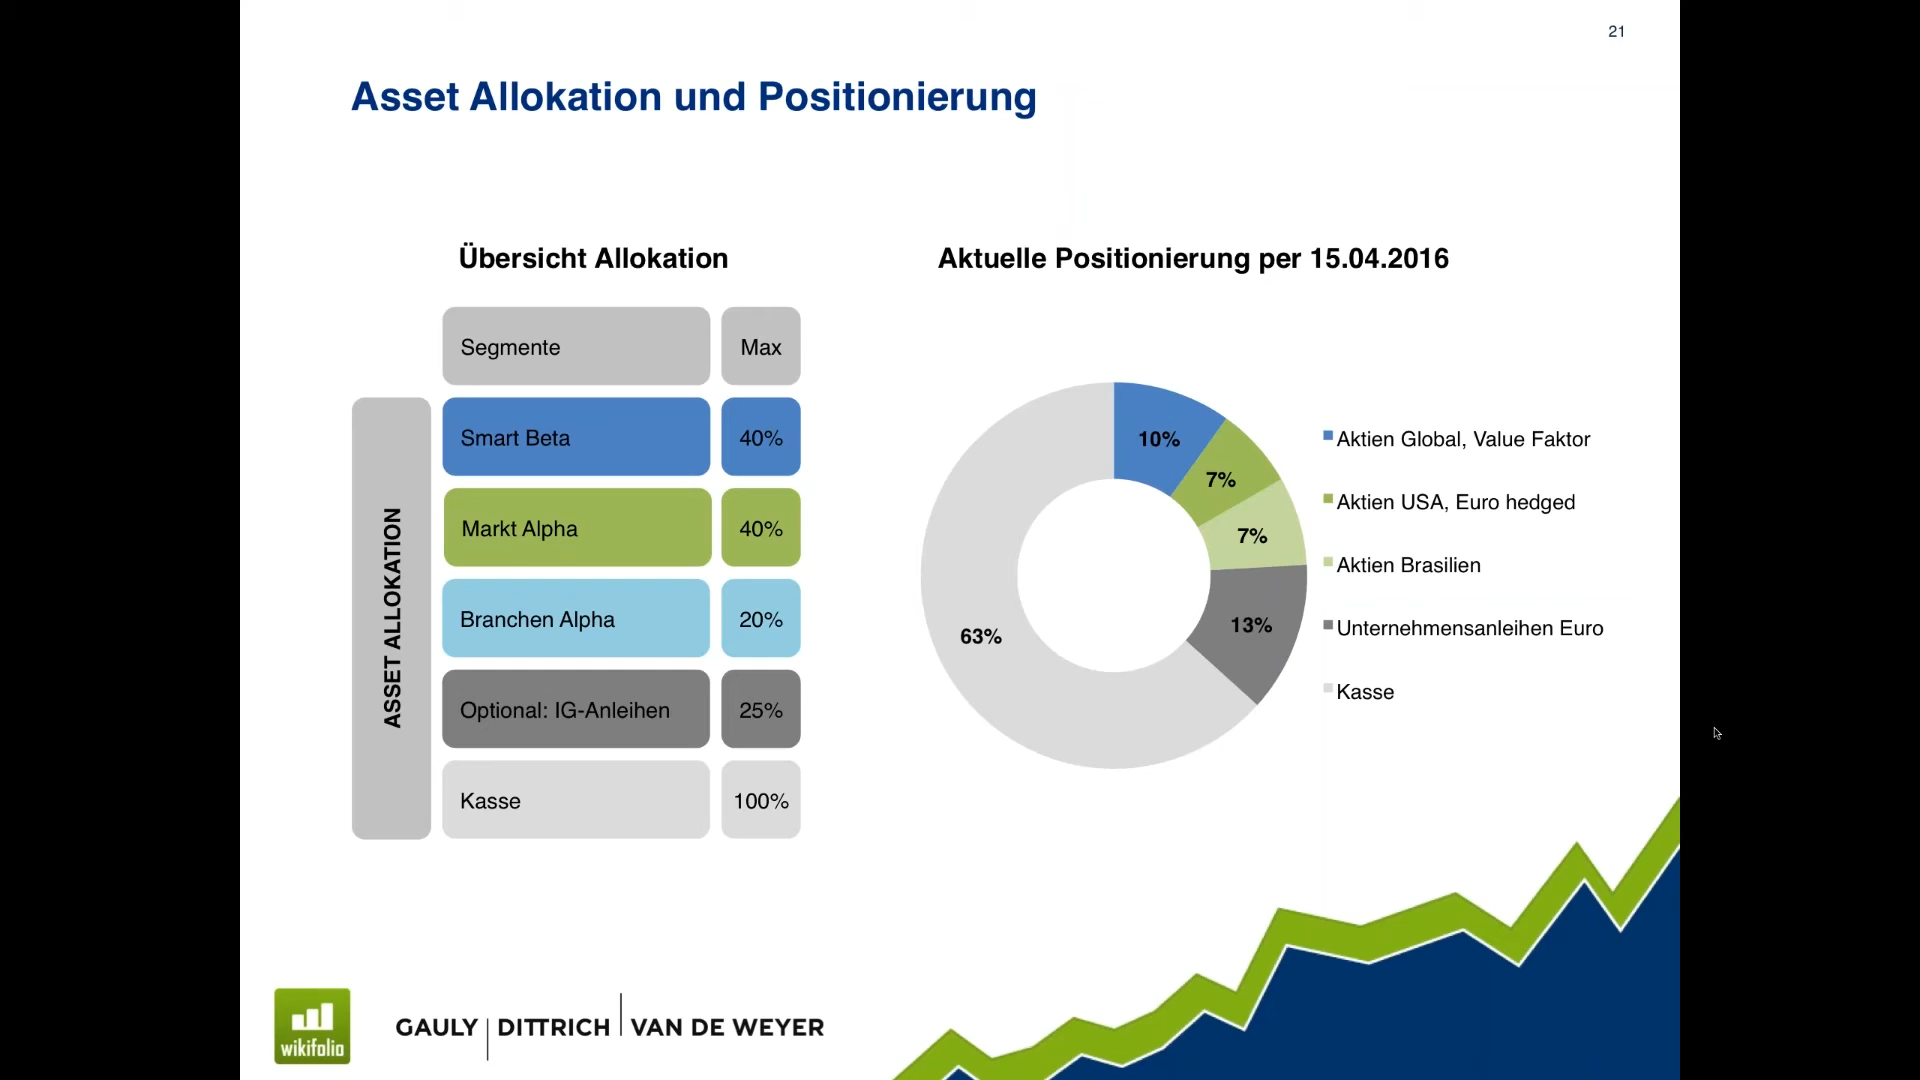 21
Asset Allokation und Positionierung
Übersicht Allokation
Segmente Max
ASSET ALLOKATION
Smart Beta 40%
Markt Alpha 40%
Branchen Alpha 20%
Optional: IG-Anleihen 25%
Kasse 100%
Aktuelle Positionierung per 15.04.2016
10%
7%
7%
13%
63%
Aktien Global, Value Faktor
Aktien USA, Euro hedged
Aktien Brasilien
Unternehmensanleihen Euro
Kasse
wikifolio
GAULY DITTRICH VAN DE WEYER